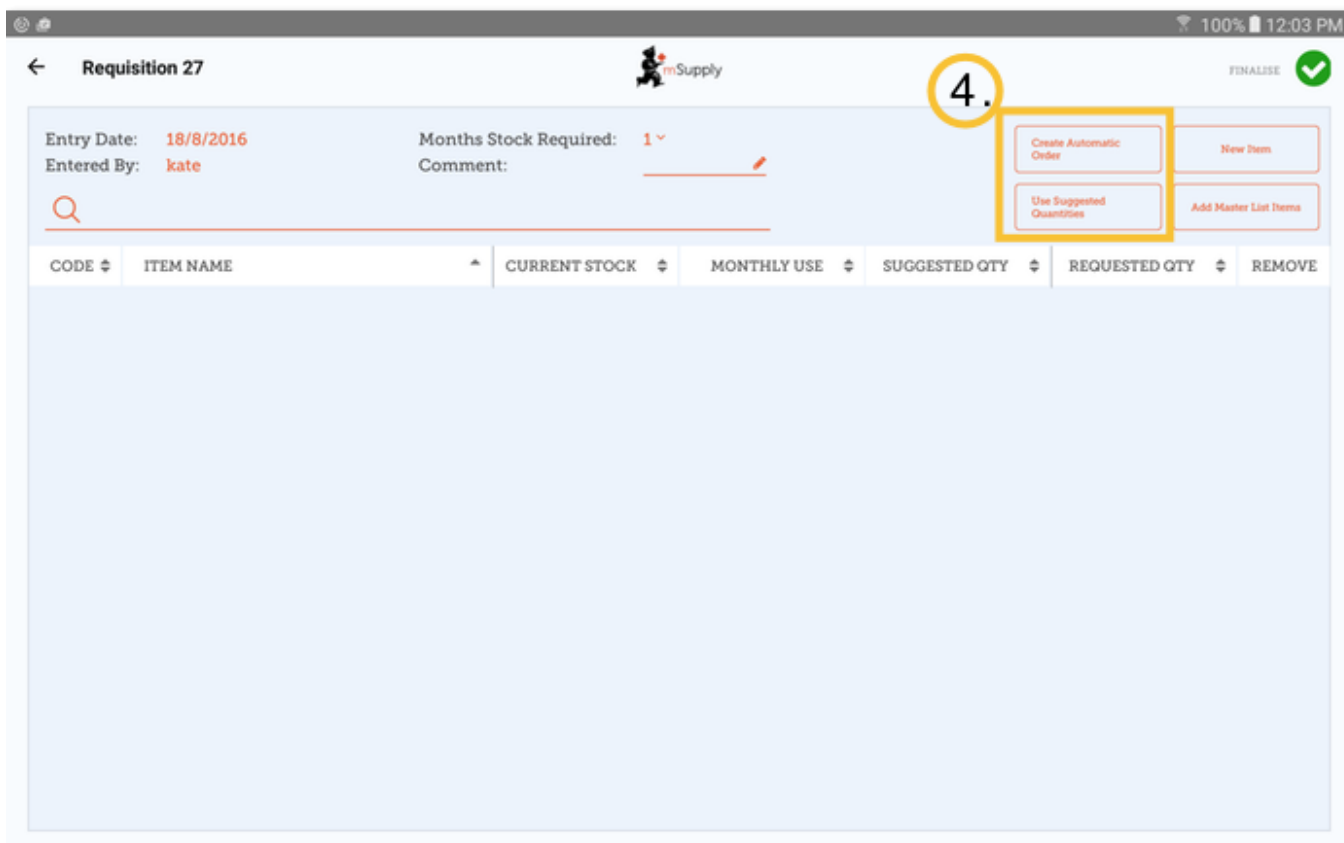 100% 12:03 PM
Requisition 27
mSupply
FINALISE
4.
Entry Date: 18/8/2016
Entered By: kate
Months Stock Required: 1
Comment:
Create Automatic
Order
New Item
Use Suggested
Quantities
Add Master List Items
CODE ITEM NAME CURRENT STOCK MONTHLY USE SUGGESTED QTY REQUESTED QTY REMOVE